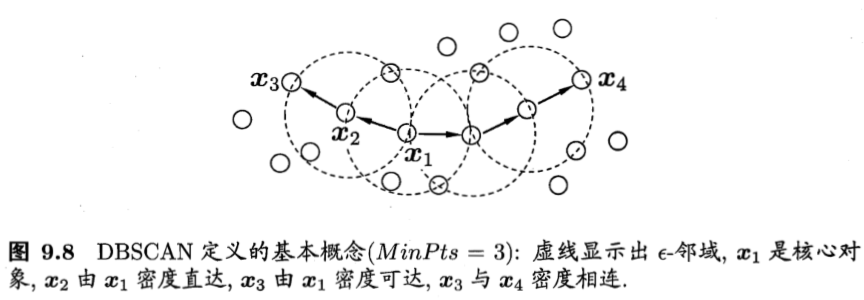 x₃
x₄
x₂
x₁
图 9.8 DBSCAN 定义的基本概念(MinPts = 3): 虚线显示出 ϵ-邻域, x₁ 是核心对
象, x₂ 由 x₁ 密度直达, x₃ 由 x₁ 密度可达, x₃ 与 x₄ 密度相连.